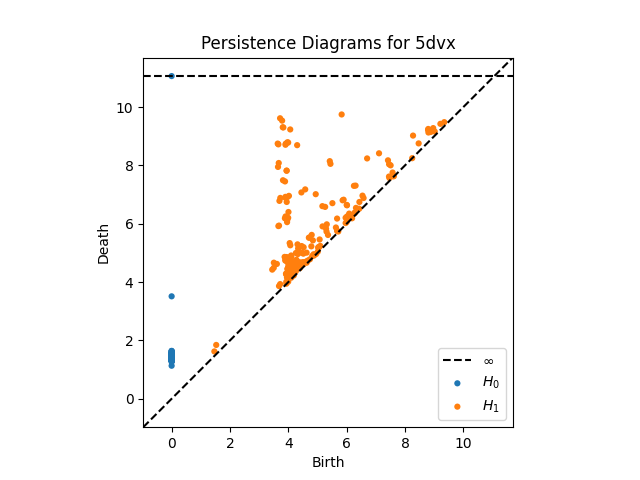 Persistence Diagrams for 5dvx
10
8
6
4
2
0
Death
0 2 4 6 8 10
Birth
∞
H₀
H₁